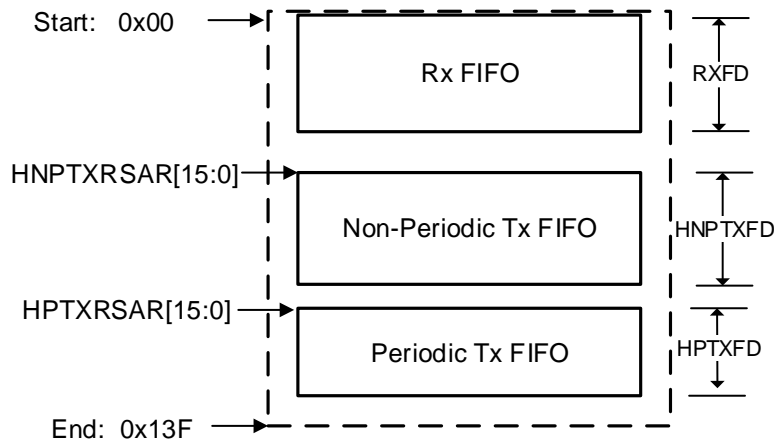 Start: 0x00
Rx FIFO
RXFD
HNPTXRSAR[15:0]
Non-Periodic Tx FIFO
HNPTXFD
HPTXRSAR[15:0]
Periodic Tx FIFO
HPTXFD
End: 0x13F